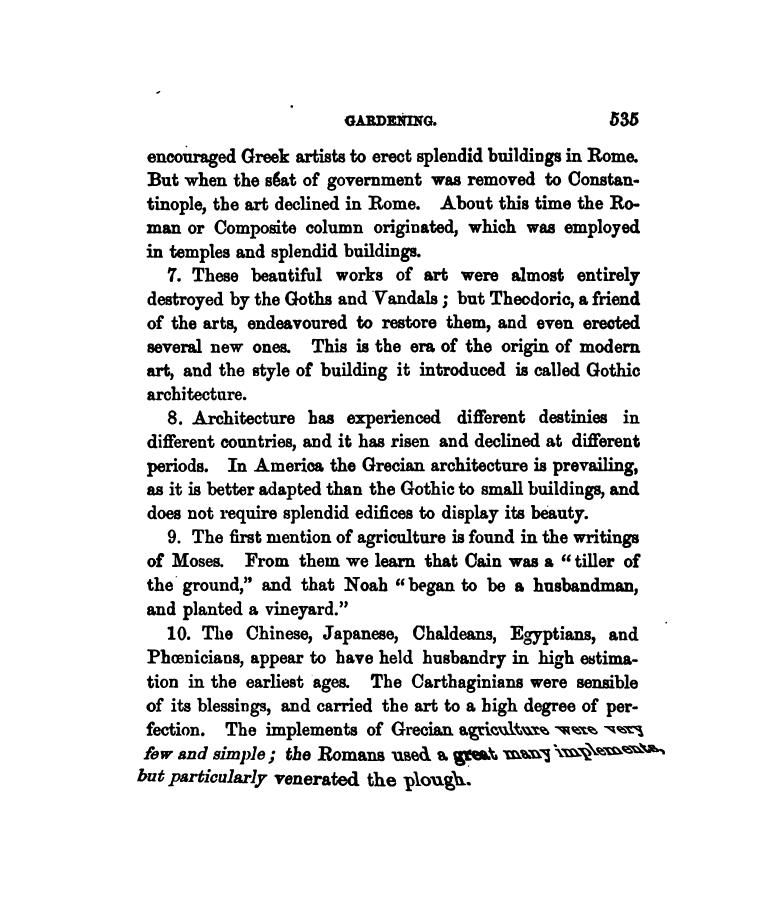 GARDENING. 535
encouraged Greek artists to erect splendid buildings in Rome.
But when the séat of government was removed to Constan-
tinople, the art declined in Rome. About this time the Ro-
man or Composite column originated, which was employed
in temples and splendid buildings.
7. These beautiful works of art were almost entirely
destroyed by the Goths and Vandals; but Theodoric, a friend
of the arts, endeavoured to restore them, and even erected
several new ones. This is the era of the origin of modern
art, and the style of building it introduced is called Gothic
architecture.
8. Architecture has experienced different destinies in
different countries, and it has risen and declined at different
periods. In America the Grecian architecture is prevailing,
as it is better adapted than the Gothic to small buildings, and
does not require splendid edifices to display its beauty.
9. The first mention of agriculture is found in the writings
of Moses. From them we learn that Cain was a "tiller of
the ground," and that Noah "began to be a husbandman,
and planted a vineyard."
10. The Chinese, Japanese, Chaldeans, Egyptians, and
Phœnicians, appear to have held husbandry in high estima-
tion in the earliest ages. The Carthaginians were sensible
of its blessings, and carried the art to a high degree of per-
fection. The implements of Grecian agriculture were very
few and simple; the Romans used a great many implements,
but particularly venerated the plough.